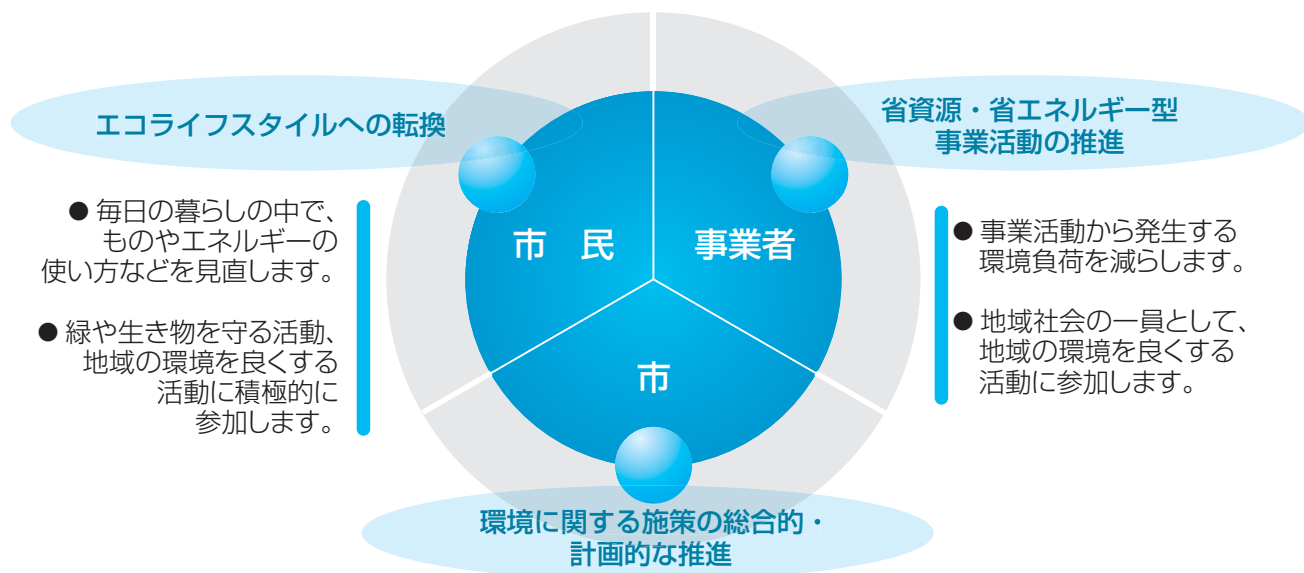 エコライフスタイルへの転換
● 毎日の暮らしの中で、
ものやエネルギーの
使い方などを見直します。
● 緑や生き物を守る活動、
地域の環境を良くする
活動に積極的に
参加します。
市 民
事業者
市
省資源・省エネルギー型
事業活動の推進
● 事業活動から発生する
環境負荷を減らします。
● 地域社会の一員として、
地域の環境を良くする
活動に参加します。
環境に関する施策の総合的・
計画的な推進